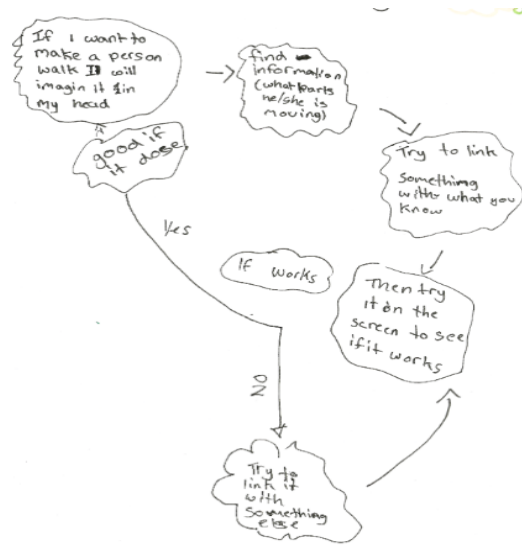 If I want to
make a person
walk I will
imagin it in
my head
find
information
(what parts
he/she is
moving)
Try to link
something
with what you
know
Then try
it on the
screen to see
if it works
If works
Yes
good if
it dose
NO
Try to
link it
with
something
else